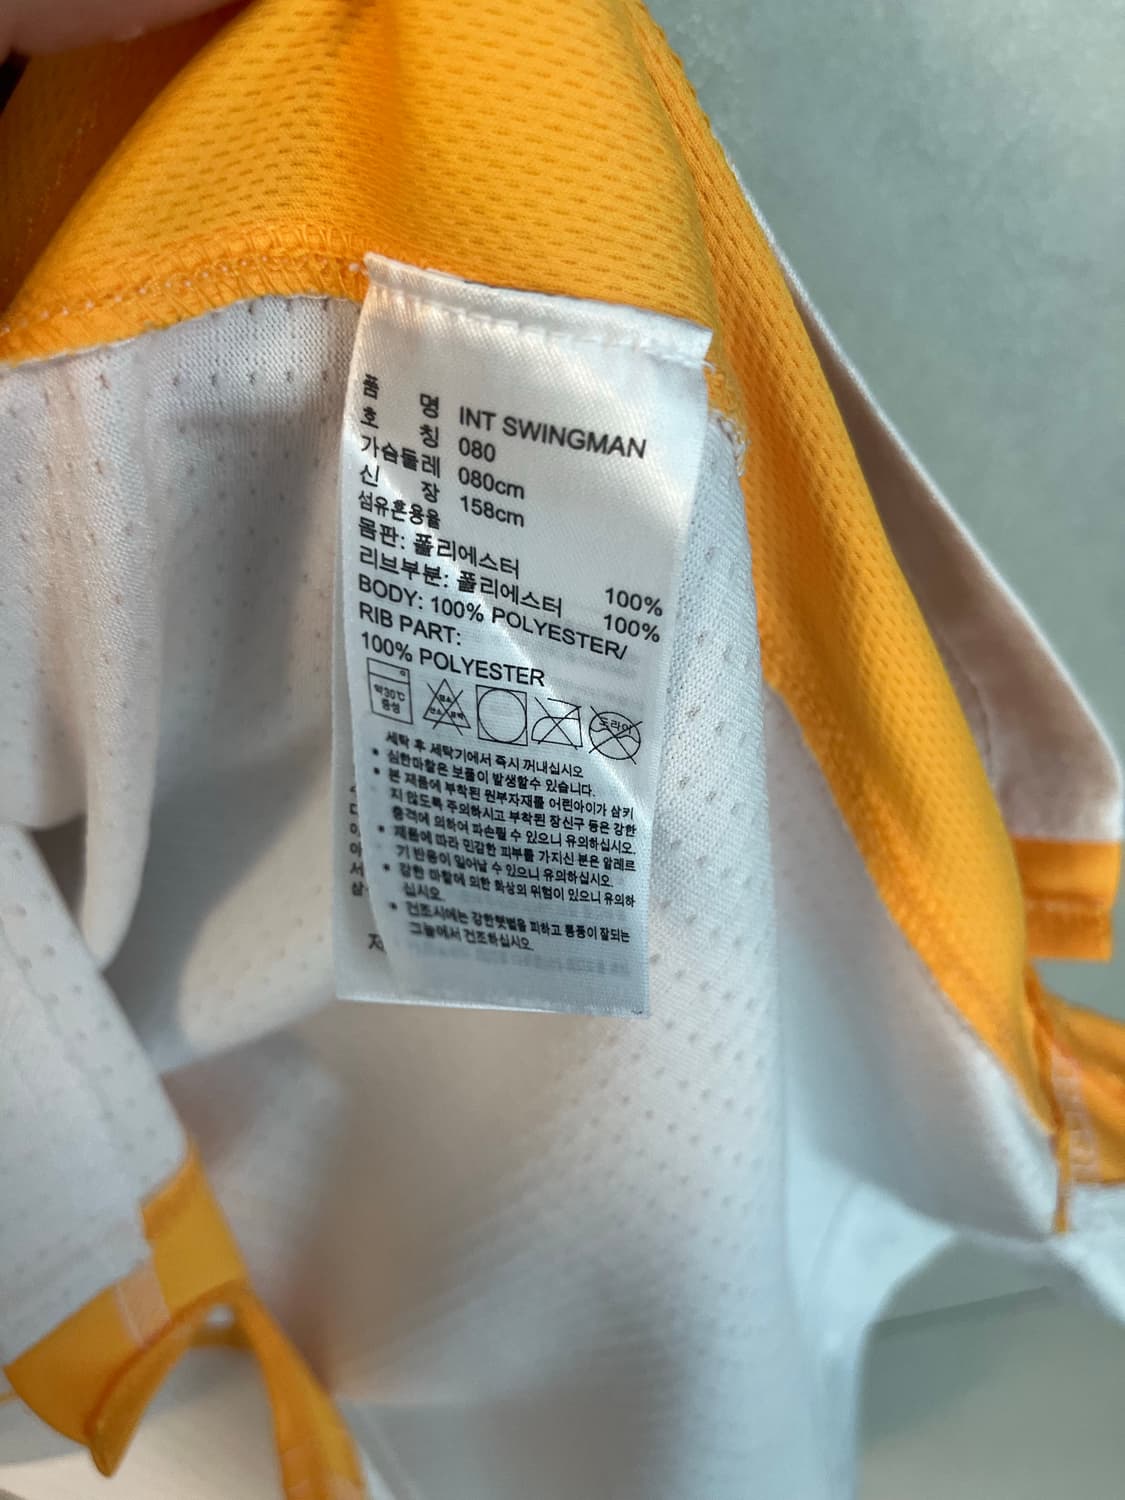 품 명 INT SWINGMAN
호 칭 080
가슴둘레 080cm
신 장 158cm
섬유혼용율
몸판: 폴리에스터 100%
리브부분: 폴리에스터 100%
BODY: 100% POLYESTER/
RIB PART:
100% POLYESTER
약30℃ 중성
도라이
세탁 후 세탁기에서 즉시 꺼내십시오
• 심한마찰은 보풀이 발생할수 있습니다.
• 본 제품에 부착된 원부자재를 어린아이가 삼키
지 않도록 주의하시고 부착된 장신구 등은 강한
충격에 의하여 파손될 수 있으니 유의하십시오.
• 제품에 따라 민감한 피부를 가지신 분은 알레르
기 반응이 일어날 수 있으니 유의하십시오.
• 강한 마찰에 의한 화상의 위험이 있으니 유의하
십시오.
• 건조시에는 강한햇볕을 피하고 통풍이 잘되는
그늘에서 건조하십시오.